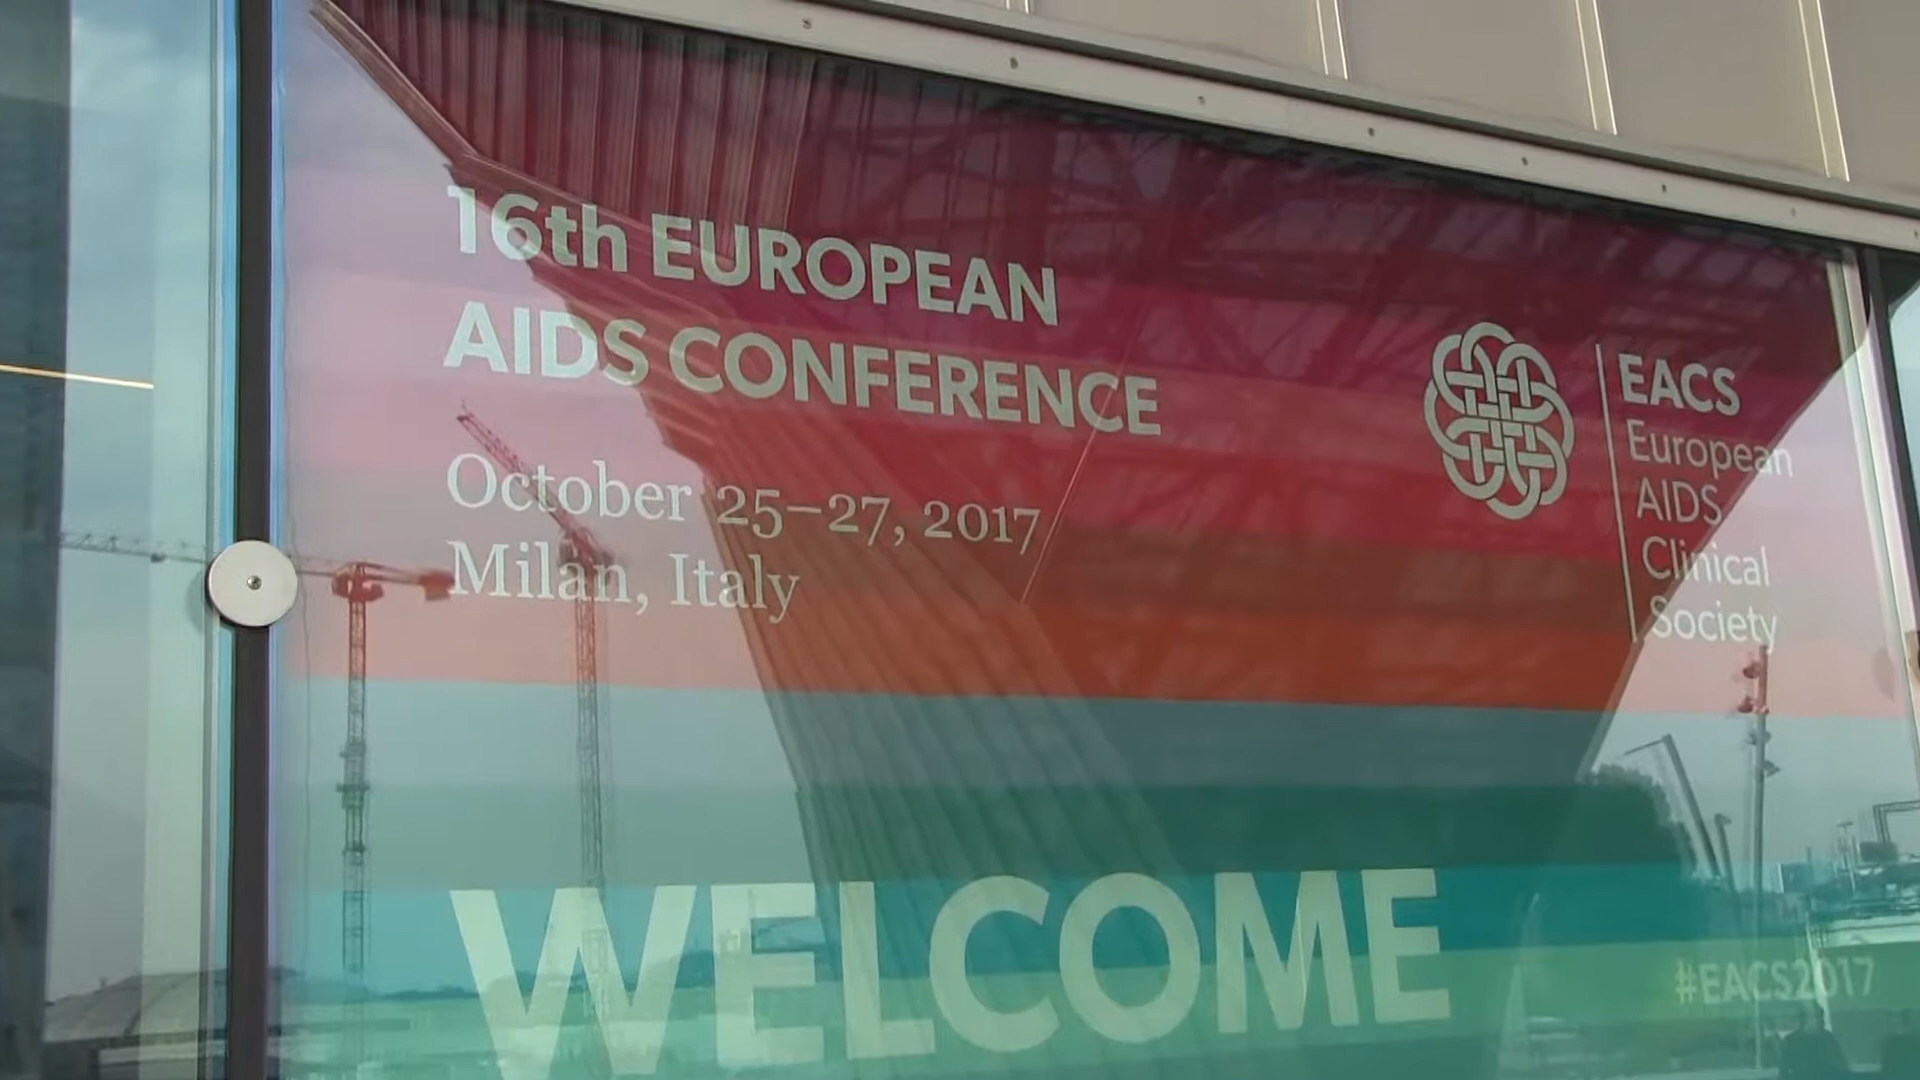 16th EUROPEAN
AIDS CONFERENCE
October 25–27, 2017
Milan, Italy
EACS
European
AIDS
Clinical
Society
WELCOME
#EACS2017